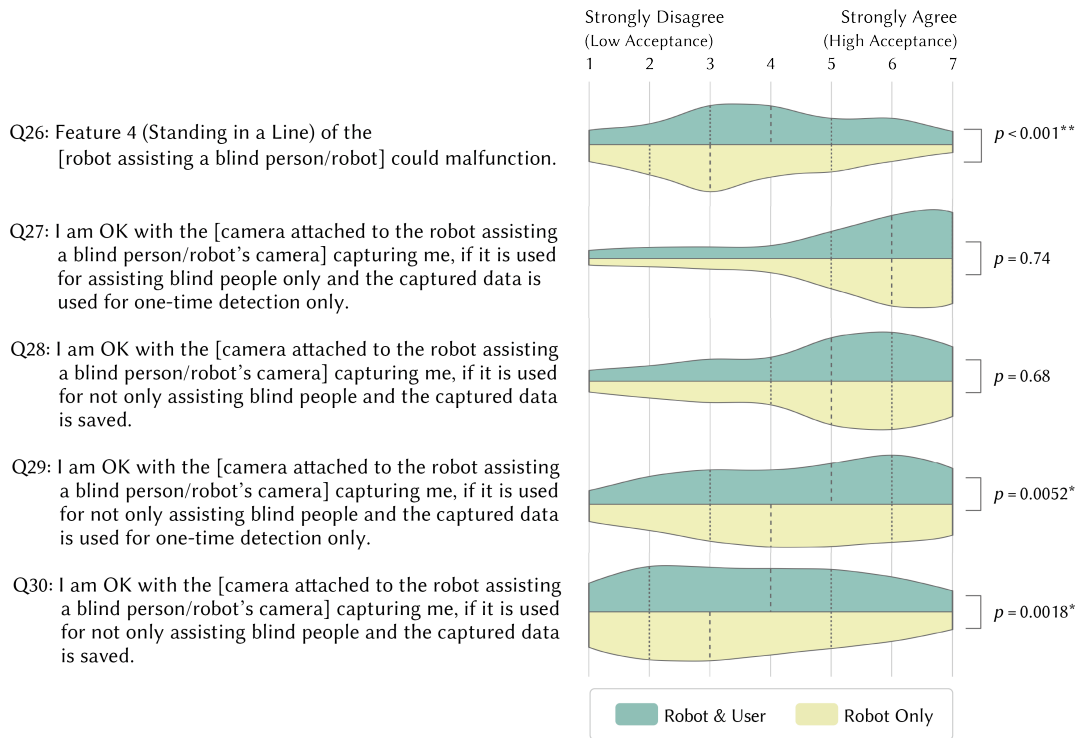 Strongly Disagree Strongly Agree
(Low Acceptance) (High Acceptance)
1 2 3 4 5 6 7
Q26: Feature 4 (Standing in a Line) of the
[robot assisting a blind person/robot] could malfunction.
p < 0.001**
Q27: I am OK with the [camera attached to the robot assisting
a blind person/robot's camera] capturing me, if it is used
for assisting blind people only and the captured data is
used for one-time detection only.
p = 0.74
Q28: I am OK with the [camera attached to the robot assisting
a blind person/robot's camera] capturing me, if it is used
for not only assisting blind people and the captured data
is saved.
p = 0.68
Q29: I am OK with the [camera attached to the robot assisting
a blind person/robot's camera] capturing me, if it is used
for not only assisting blind people and the captured data
is used for one-time detection only.
p = 0.0052*
Q30: I am OK with the [camera attached to the robot assisting
a blind person/robot's camera] capturing me, if it is used
for not only assisting blind people and the captured data
is saved.
p = 0.0018*
Robot & User Robot Only